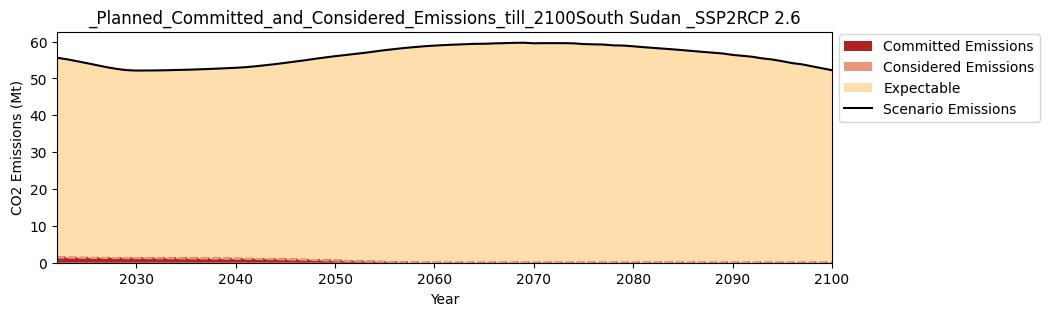 _Planned_Committed_and_Considered_Emissions_till_2100South Sudan _SSP2RCP 2.6
CO2 Emissions (Mt)
60
50
40
30
20
10
0
2030 2040 2050 2060 2070 2080 2090 2100
Year
Committed Emissions
Considered Emissions
Expectable
Scenario Emissions